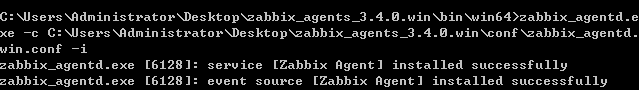 C:\Users\Administrator\Desktop\zabbix_agents_3.4.0.win\bin\win64>zabbix_agentd.e
xe -c C:\Users\Administrator\Desktop\zabbix_agents_3.4.0.win\conf\zabbix_agentd.
win.conf -i
zabbix_agentd.exe [6128]: service [Zabbix Agent] installed successfully
zabbix_agentd.exe [6128]: event source [Zabbix Agent] installed successfully